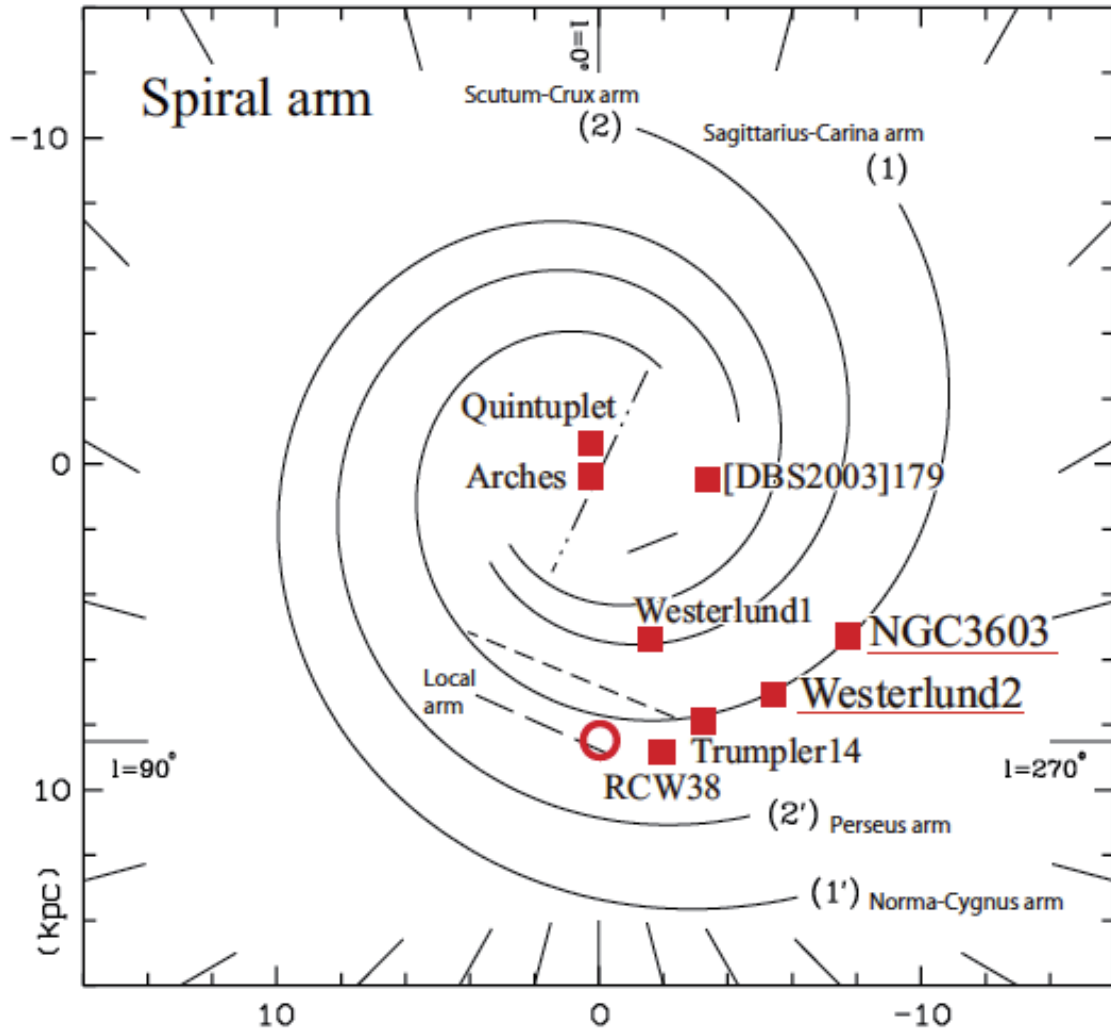 l=0°
Spiral arm
Scutum-Crux arm
(2)
Sagittarius-Carina arm
(1)
-10
Quintuplet
0
Arches
[DBS2003]179
Westerlund1
NGC3603
Local
arm
Westerlund2
Trumpler14
l=90°
l=270°
RCW38
10
(2')
Perseus arm
(1')
Norma-Cygnus arm
(kpc)
10
0
-10